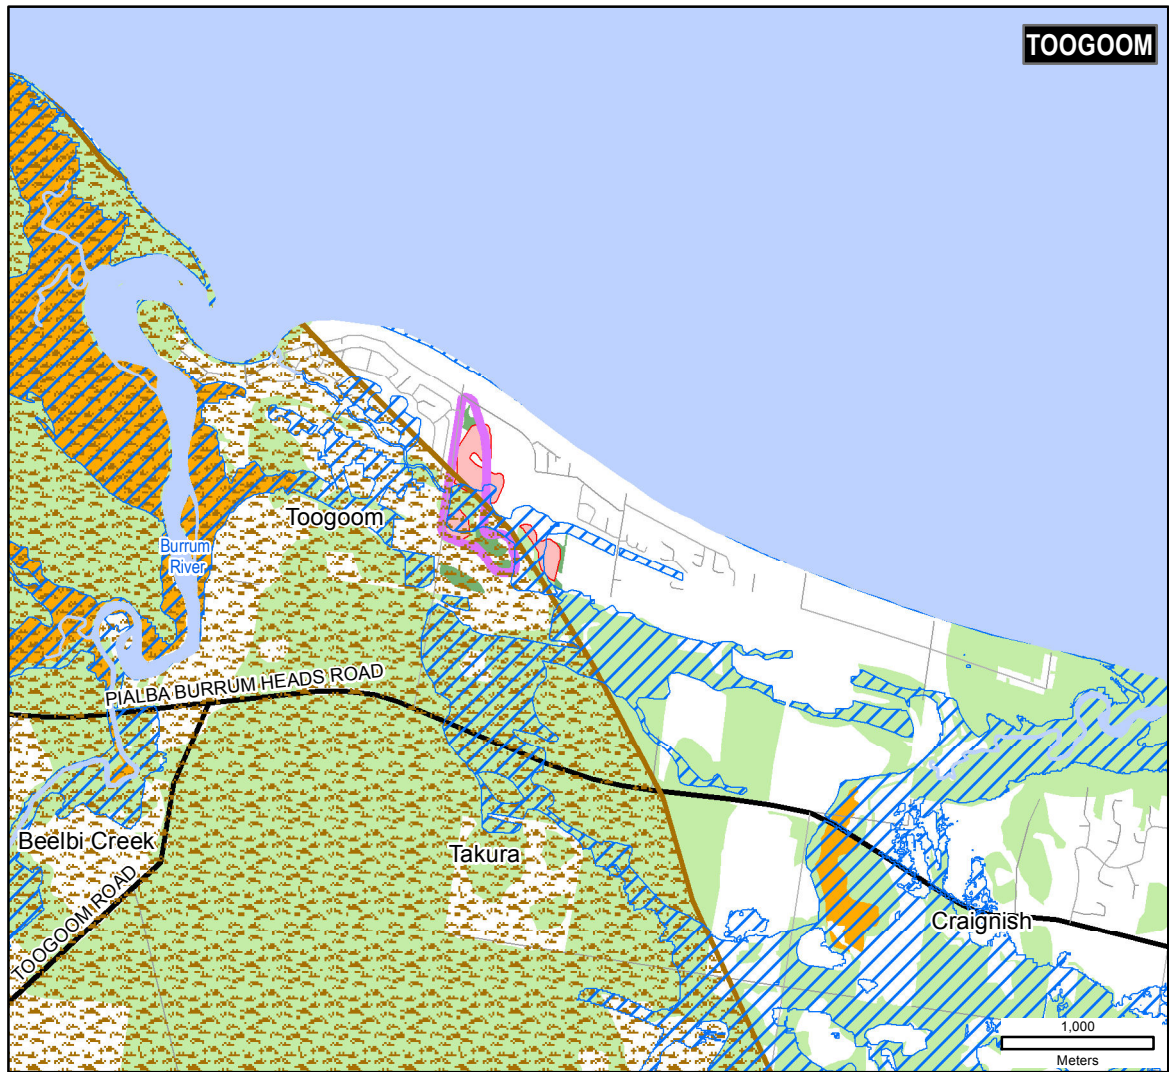 TOOGOOM
Toogoom
Burrum
River
PIALBA BURRUM HEADS ROAD
Beelbi Creek
Takura
TOOGOOM ROAD
Craignish
1,000
Meters